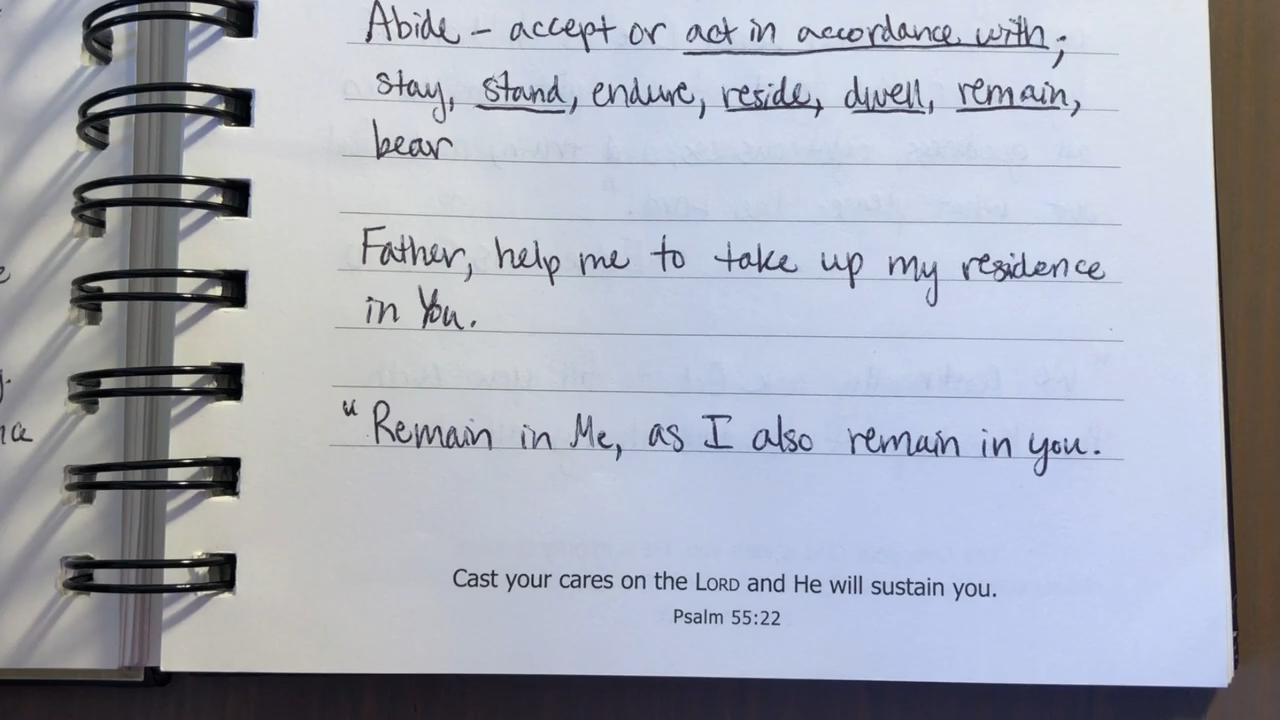 Abide – accept or act in accordance with;
stay, stand, endure, reside, dwell, remain,
bear
Father, help me to take up my residence
in You.
"Remain in Me, as I also remain in you.
Cast your cares on the LORD and He will sustain you.
Psalm 55:22